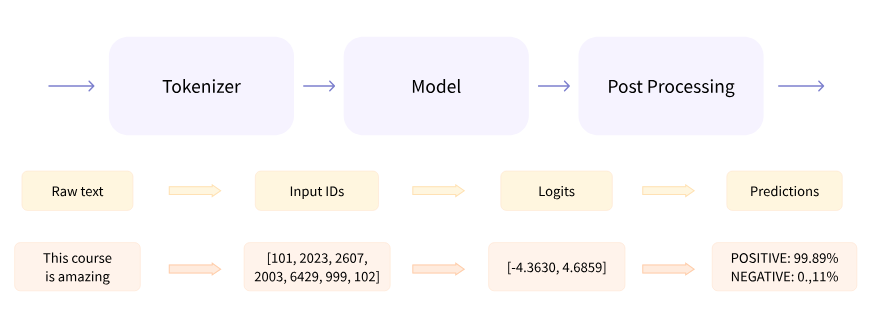 Tokenizer
Model
Post Processing
Raw text
Input IDs
Logits
Predictions
This course
is amazing
[101, 2023, 2607,
2003, 6429, 999, 102]
[-4.3630, 4.6859]
POSITIVE: 99.89%
NEGATIVE: 0.,11%